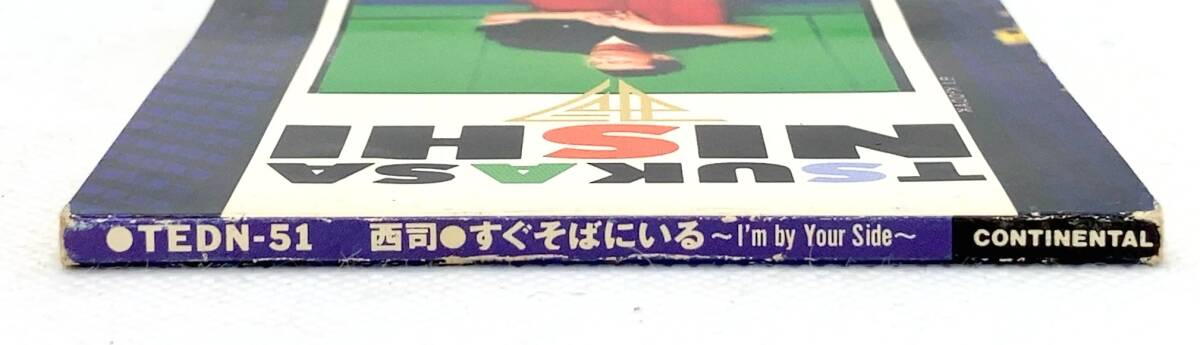 TSUKASA
NISHI
●TEDN-51 西司●すぐそばにいる～I'm by Your Side～ CONTINENTAL